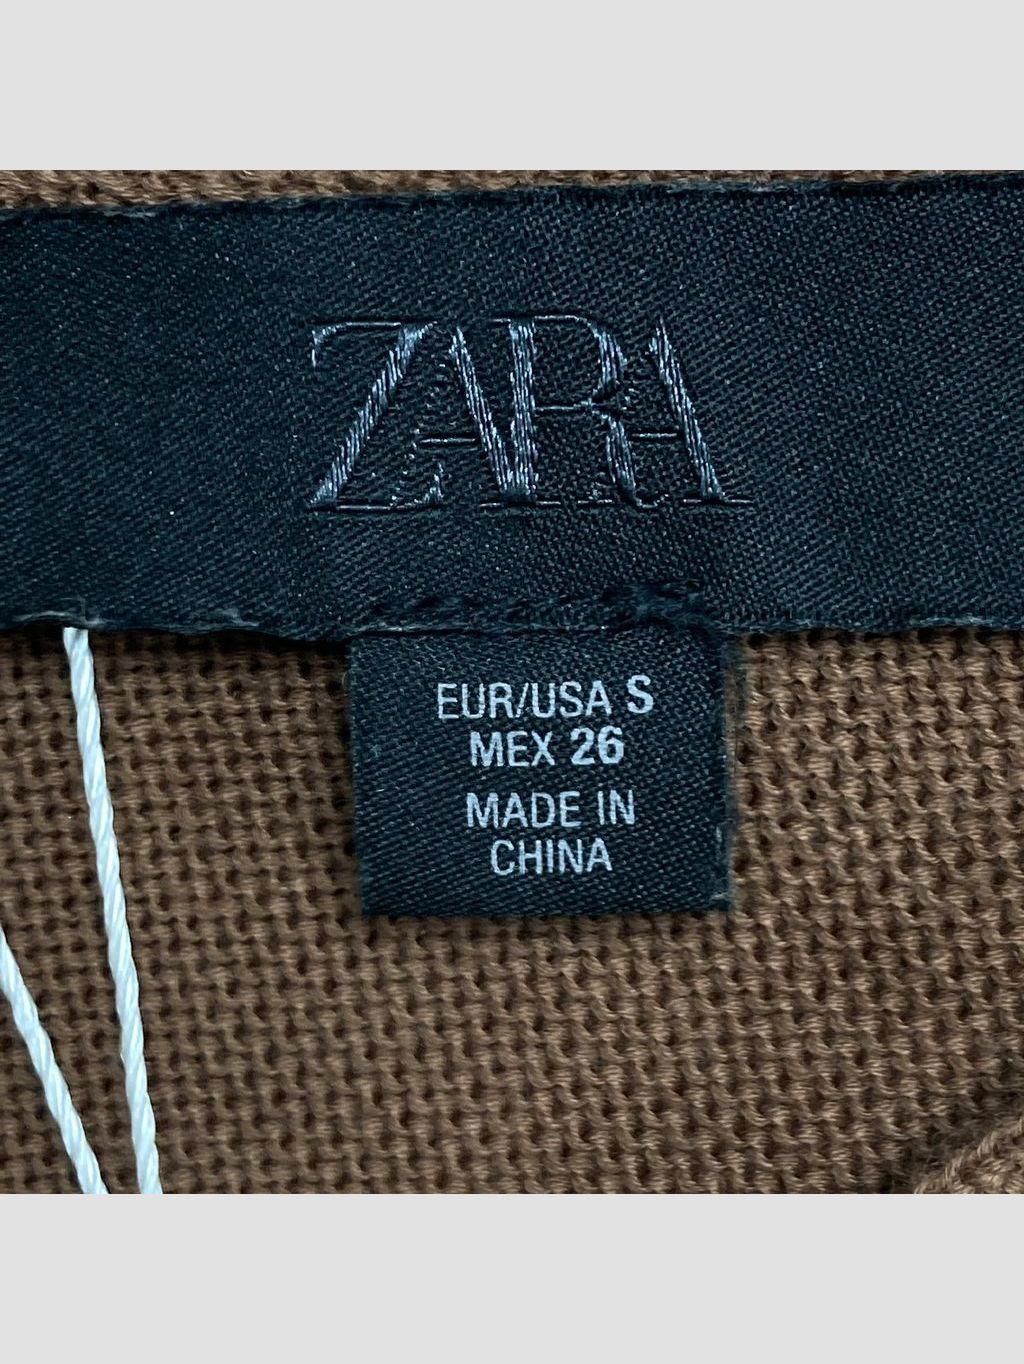 ZARA
EUR/USA S
MEX 26
MADE IN
CHINA